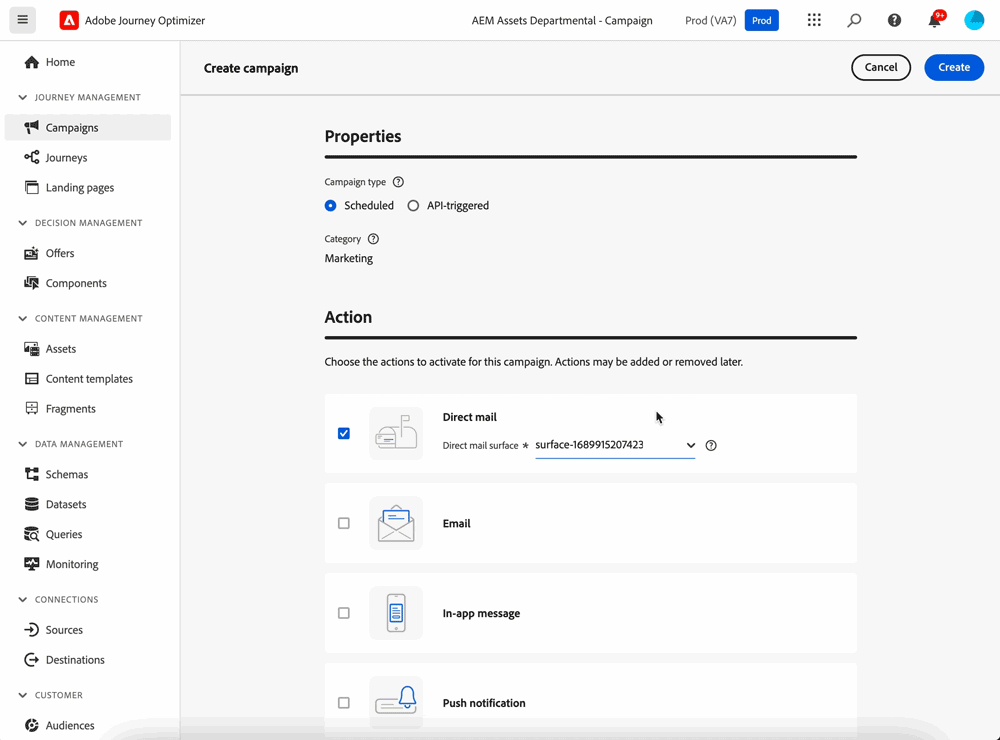 Adobe Journey Optimizer
AEM Assets Departmental - Campaign
Prod (VA7)
Prod
9+
Home
JOURNEY MANAGEMENT
Campaigns
Journeys
Landing pages
DECISION MANAGEMENT
Offers
Components
CONTENT MANAGEMENT
Assets
Content templates
Fragments
DATA MANAGEMENT
Schemas
Datasets
Queries
Monitoring
CONNECTIONS
Sources
Destinations
CUSTOMER
Audiences
Create campaign
Cancel
Create
Properties
Campaign type
Scheduled
API-triggered
Category
Marketing
Action
Choose the actions to activate for this campaign. Actions may be added or removed later.
Direct mail
Direct mail surface * surface-1689915207423
Email
In-app message
Push notification